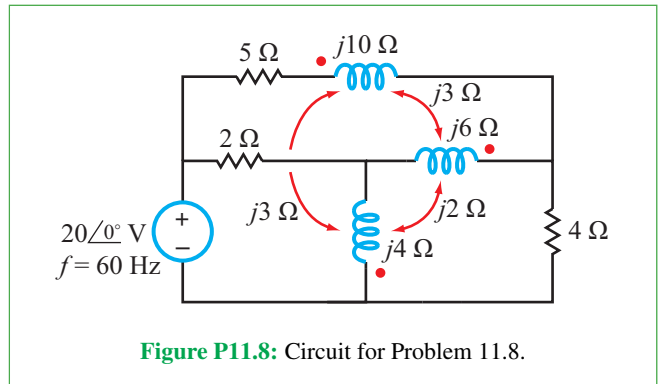 5 Ω
j10 Ω
j3 Ω
2 Ω
j6 Ω
j3 Ω
j2 Ω
+
20∠0° V
4 Ω
−
j4 Ω
f = 60 Hz
Figure P11.8: Circuit for Problem 11.8.